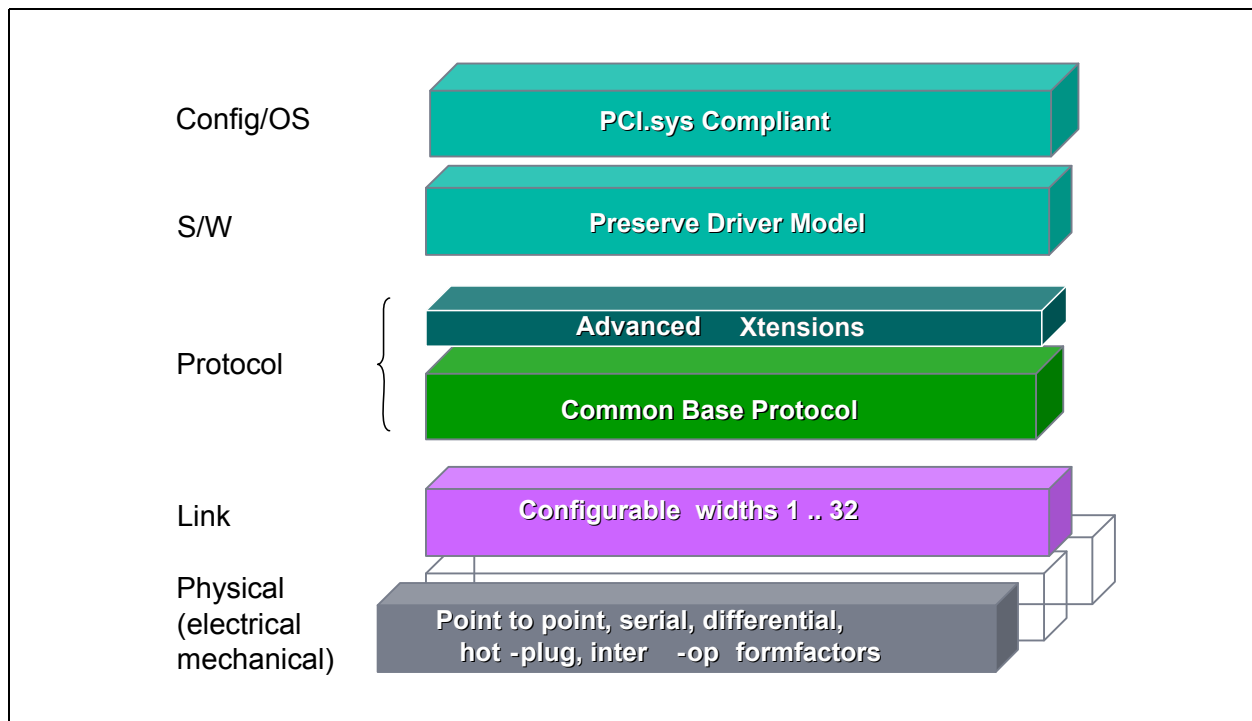 Config/OS
PCI.sys Compliant
S/W
Preserve Driver Model
Protocol
Advanced Xtensions
Common Base Protocol
Link
Configurable widths 1 .. 32
Physical
(electrical
mechanical)
Point to point, serial, differential,
hot -plug, inter -op formfactors